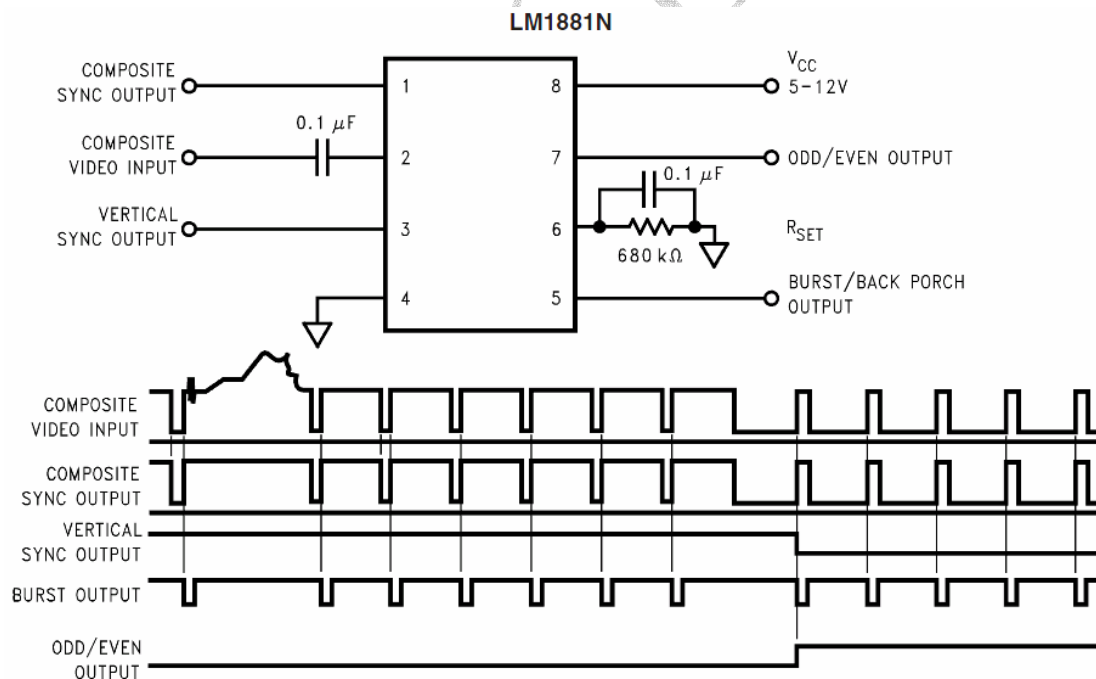 LM1881N
COMPOSITE
SYNC OUTPUT
1
8
VCC
5-12V
COMPOSITE
VIDEO INPUT
0.1 µF
2
7
ODD/EVEN OUTPUT
VERTICAL
SYNC OUTPUT
3
6
0.1 µF
680 kΩ
RSET
4
5
BURST/BACK PORCH
OUTPUT
COMPOSITE
VIDEO INPUT
COMPOSITE
SYNC OUTPUT
VERTICAL
SYNC OUTPUT
BURST OUTPUT
ODD/EVEN
OUTPUT